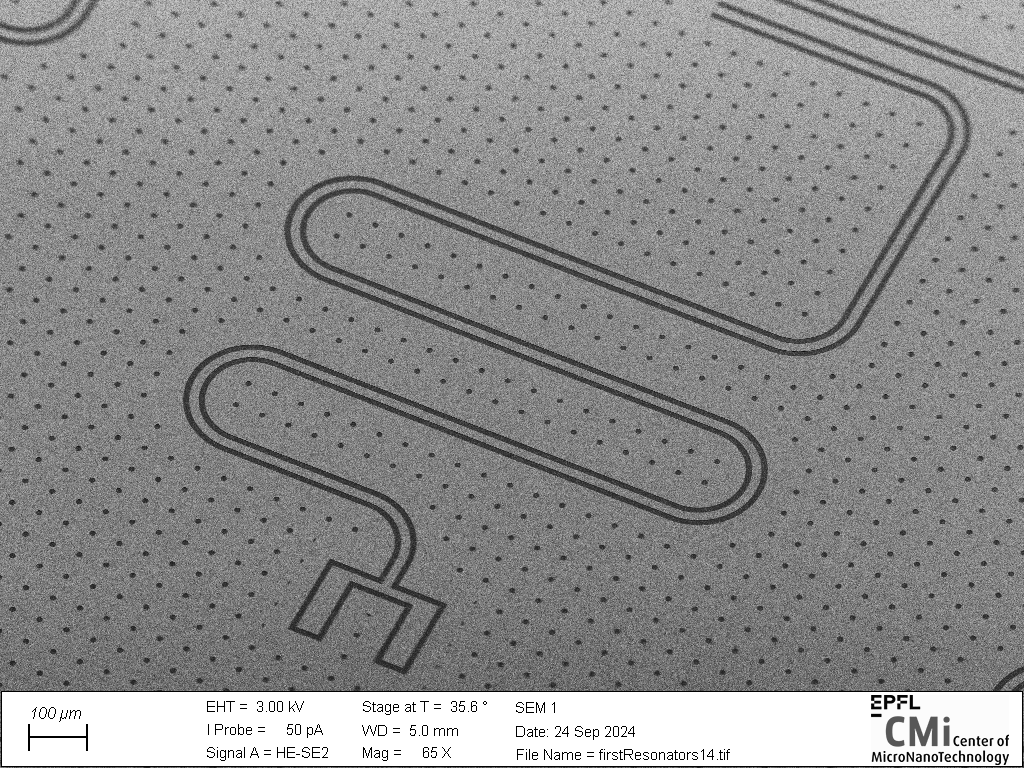 100 µm
EHT = 3.00 kV
I Probe = 50 pA
Signal A = HE-SE2
Stage at T = 35.6 °
WD = 5.0 mm
Mag = 65 X
SEM 1
Date: 24 Sep 2024
File Name = firstResonators14.tif
EPFL
CMi Center of
MicroNanoTechnology